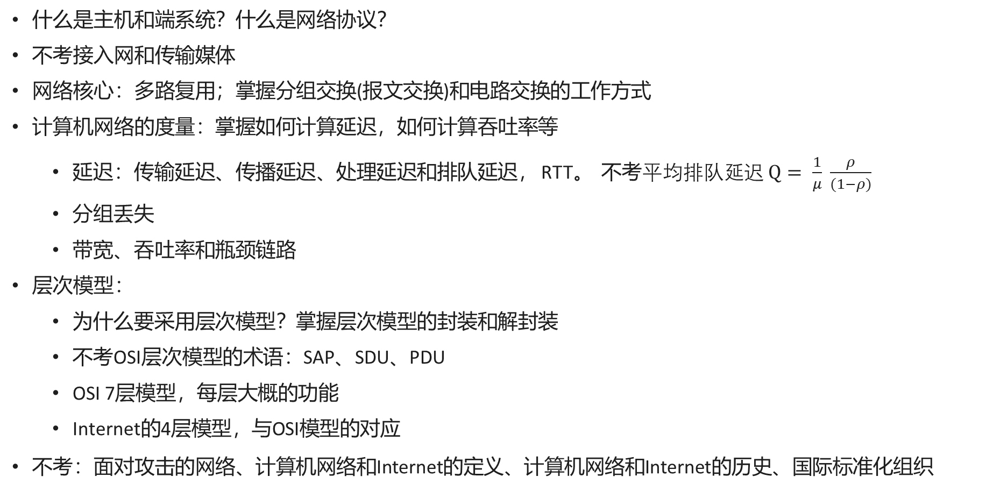 • 什么是主机和端系统？什么是网络协议？
• 不考接入网和传输媒体
• 网络核心：多路复用；掌握分组交换(报文交换)和电路交换的工作方式
• 计算机网络的度量：掌握如何计算延迟，如何计算吞吐率等
• 延迟：传输延迟、传播延迟、处理延迟和排队延迟，RTT。 不考平均排队延迟 Q = 1/μ ρ/(1−ρ)
• 分组丢失
• 带宽、吞吐率和瓶颈链路
• 层次模型：
• 为什么要采用层次模型？掌握层次模型的封装和解封装
• 不考OSI层次模型的术语：SAP、SDU、PDU
• OSI 7层模型，每层大概的功能
• Internet的4层模型，与OSI模型的对应
• 不考：面对攻击的网络、计算机网络和Internet的定义、计算机网络和Internet的历史、国际标准化组织